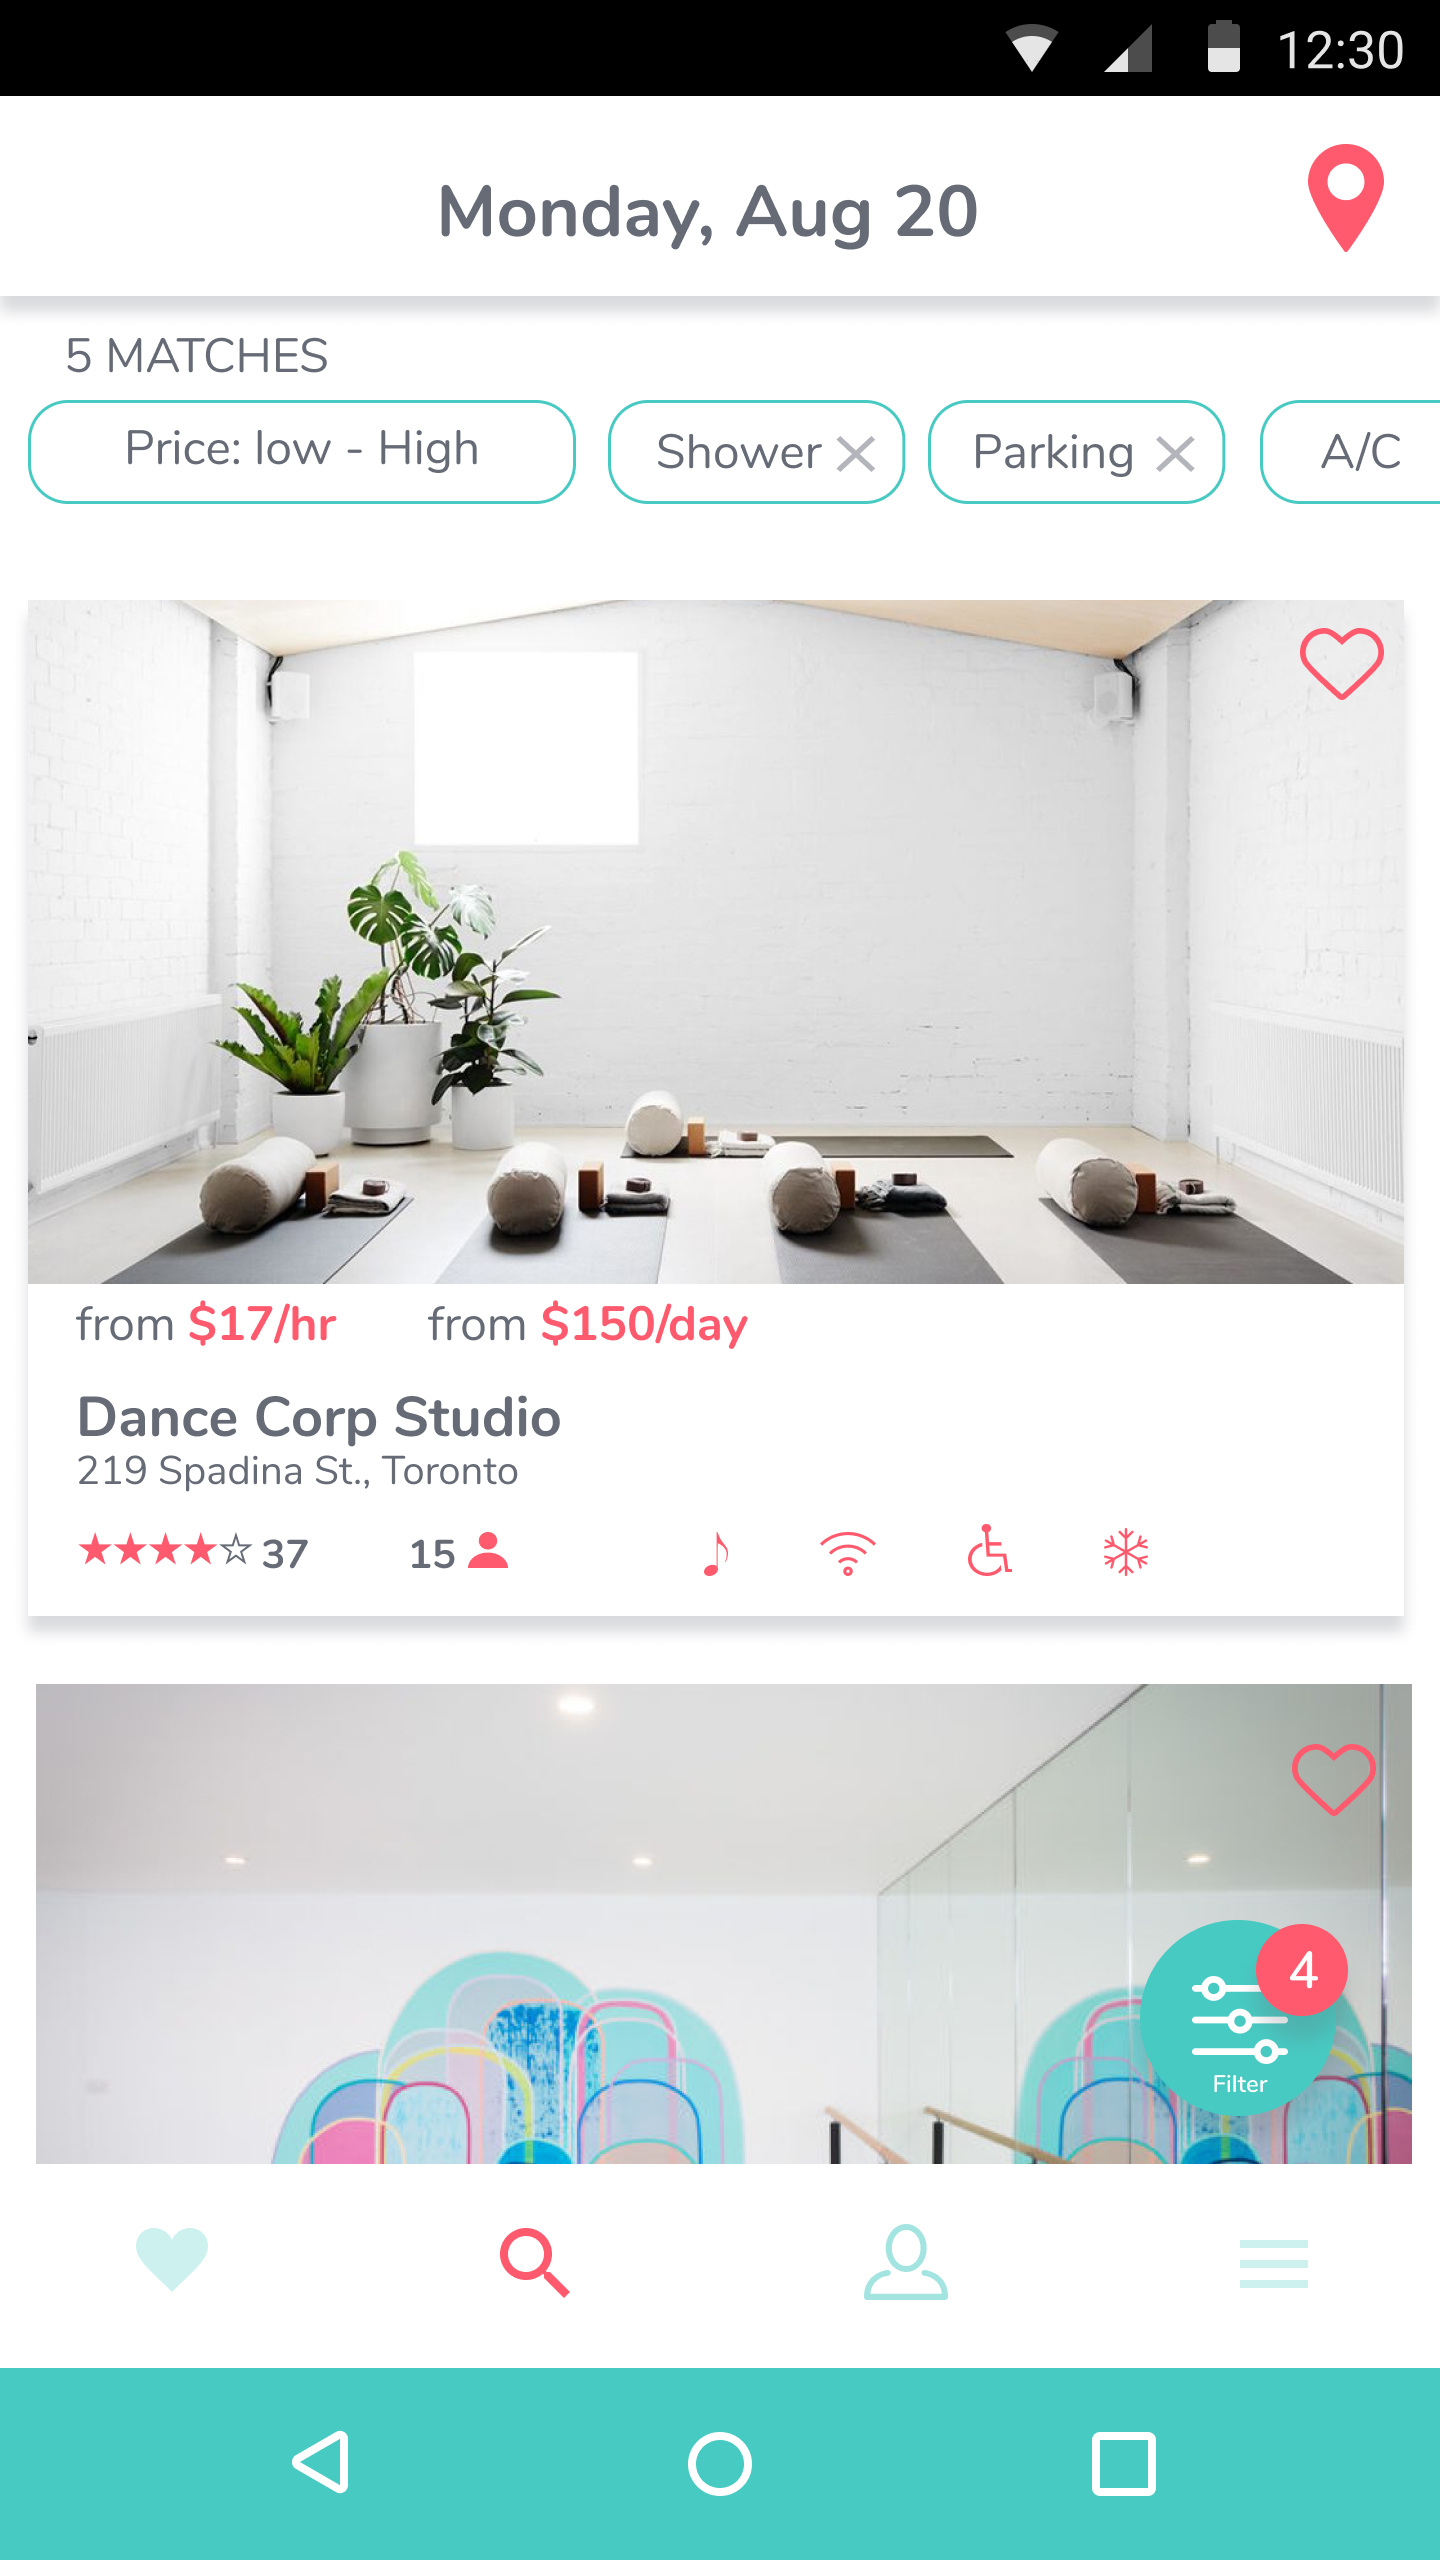 12:30
Monday, Aug 20
5 MATCHES
Price: low - High
Shower
Parking
A/C
from $17/hr from $150/day
Dance Corp Studio
219 Spadina St., Toronto
37 15
4
Filter